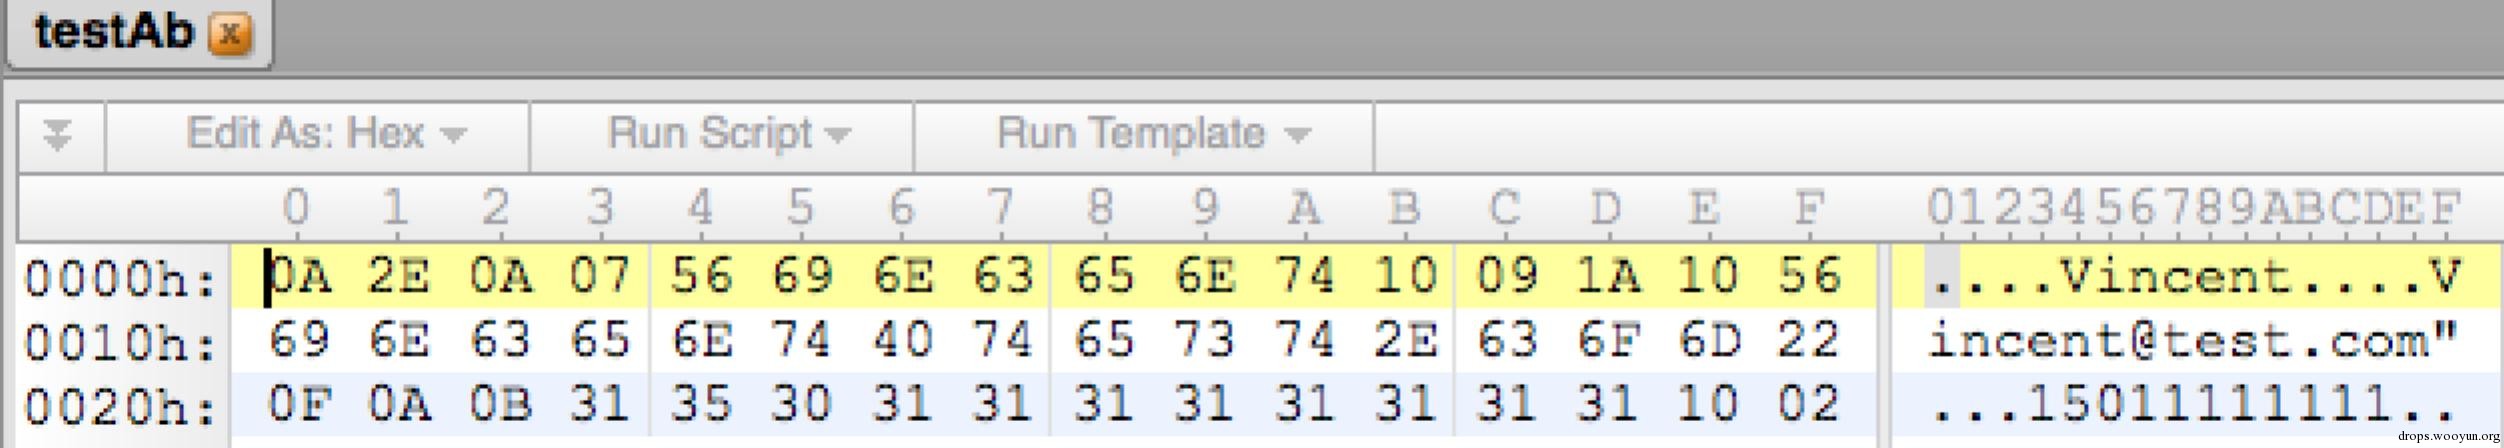 testAb x
Edit As: Hex Run Script Run Template
0 1 2 3 4 5 6 7 8 9 A B C D E F 0123456789ABCDEF
0000h: 0A 2E 0A 07 56 69 6E 63 65 6E 74 10 09 1A 10 56 ....Vincent....V
0010h: 69 6E 63 65 6E 74 40 74 65 73 74 2E 63 6F 6D 22 incent@test.com"
0020h: 0F 0A 0B 31 35 30 31 31 31 31 31 31 31 31 10 02 ...15011111111..
drops.wooyun.org